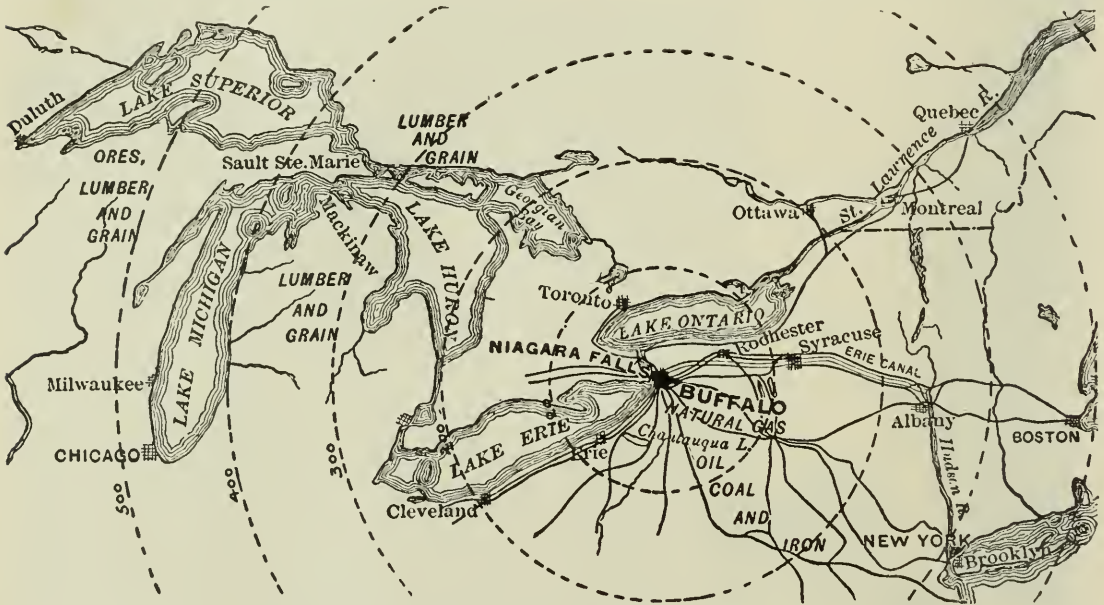 Duluth
LAKE SUPERIOR
ORES,
LUMBER
AND
GRAIN
Sault Ste. Marie
Mackinaw
LUMBER
AND
GRAIN
LAKE HURON
Georgian
Bay
LAKE MICHIGAN
LUMBER
AND
GRAIN
Milwaukee
CHICAGO
500
400
300
200
Quebec
St. Lawrence R.
Ottawa
Montreal
Toronto
LAKE ONTARIO
Rochester
Syracuse
ERIE CANAL
NIAGARA FALLS
BUFFALO
NATURAL GAS
Chautauqua L.
OIL
COAL
AND
IRON
LAKE ERIE
Erie
Cleveland
Albany
BOSTON
Hudson R.
NEW YORK
Brooklyn